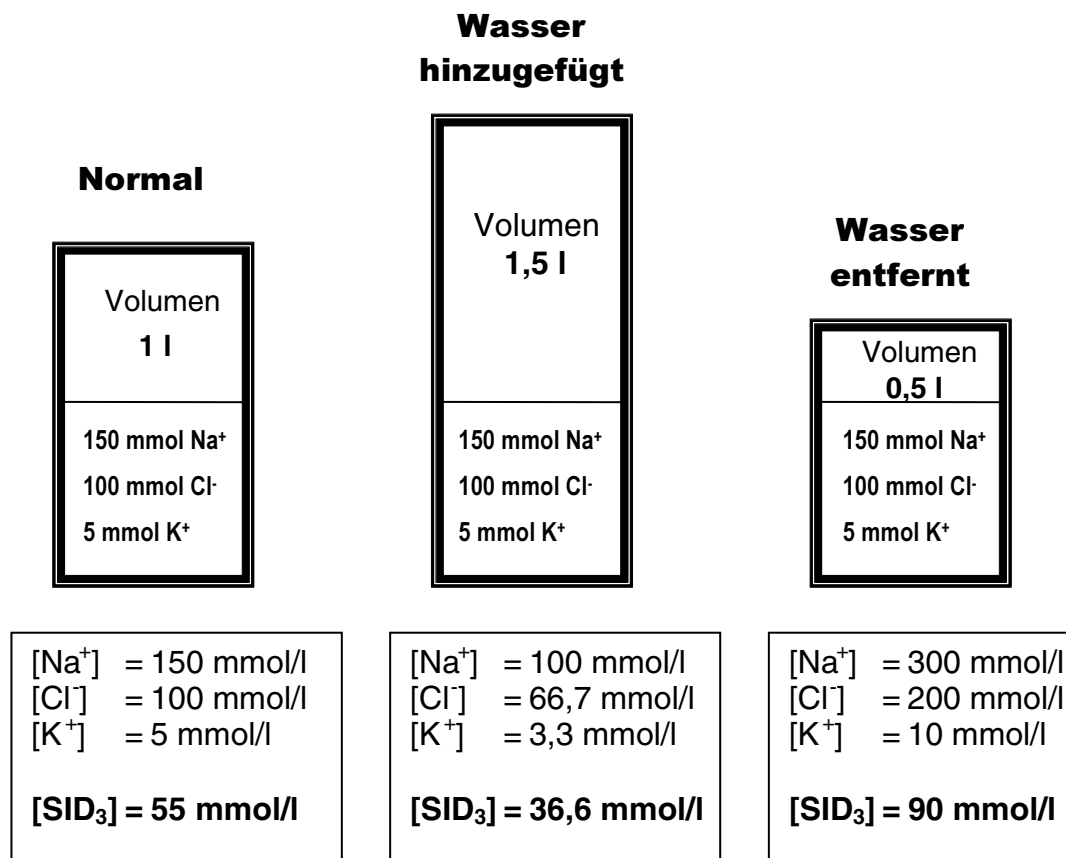 Normal
Volumen
1 l
150 mmol Na⁺
100 mmol Cl⁻
5 mmol K⁺
[Na⁺] = 150 mmol/l
[Cl⁻] = 100 mmol/l
[K⁺] = 5 mmol/l
[SID₃] = 55 mmol/l
Wasser
hinzugefügt
Volumen
1,5 l
150 mmol Na⁺
100 mmol Cl⁻
5 mmol K⁺
[Na⁺] = 100 mmol/l
[Cl⁻] = 66,7 mmol/l
[K⁺] = 3,3 mmol/l
[SID₃] = 36,6 mmol/l
Wasser
entfernt
Volumen
0,5 l
150 mmol Na⁺
100 mmol Cl⁻
5 mmol K⁺
[Na⁺] = 300 mmol/l
[Cl⁻] = 200 mmol/l
[K⁺] = 10 mmol/l
[SID₃] = 90 mmol/l